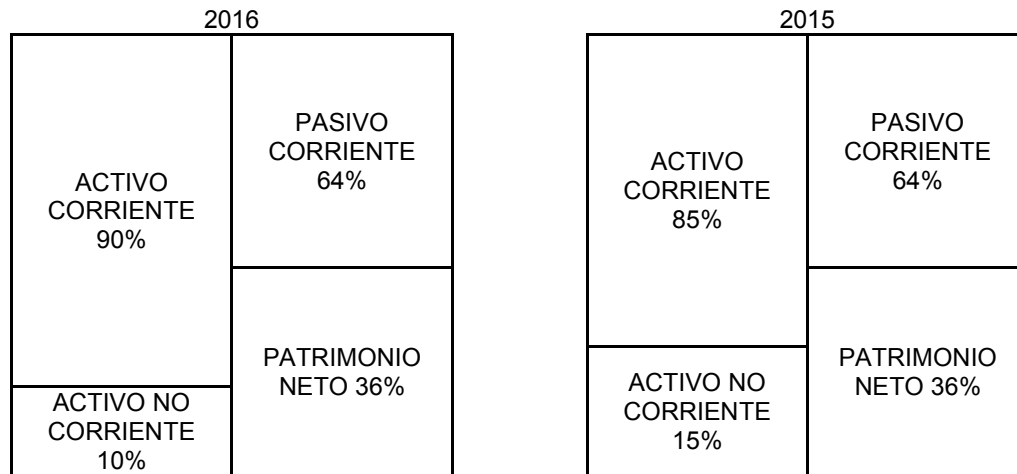 2016
ACTIVO
CORRIENTE
90%
ACTIVO NO
CORRIENTE
10%
PASIVO
CORRIENTE
64%
PATRIMONIO
NETO 36%
2015
ACTIVO
CORRIENTE
85%
ACTIVO NO
CORRIENTE
15%
PASIVO
CORRIENTE
64%
PATRIMONIO
NETO 36%